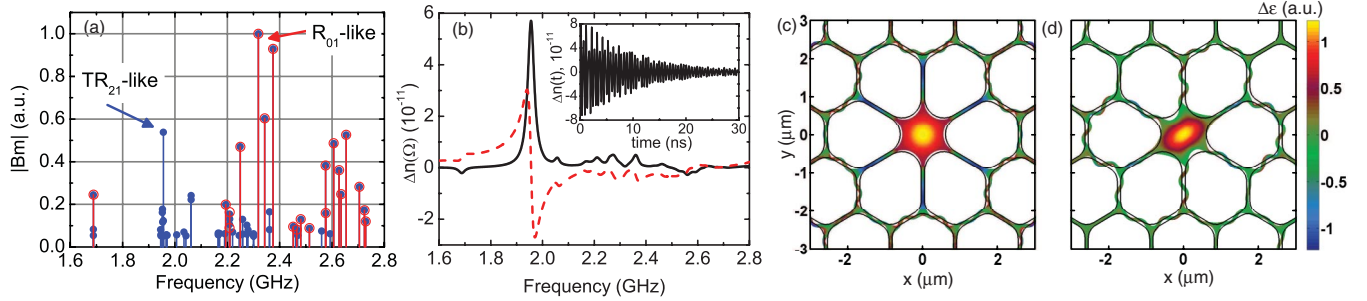 (a)
R01-like
TR21-like
|Bm| (a.u.)
1.0
0.8
0.6
0.4
0.2
0.0
1.6 1.8 2.0 2.2 2.4 2.6 2.8
Frequency (GHz)
(b)
Δn(Ω) (10-11)
6
4
2
0
-2
1.6 1.8 2.0 2.2 2.4 2.6 2.8
Frequency (GHz)
Δn(t), 10-11
8
4
0
-4
-8
0 10 20 30
time (ns)
(c)
y (μm)
3
2
1
0
-1
-2
-3
-2 0 2
x (μm)
(d)
-2 0 2
x (μm)
Δε (a.u.)
1
0.5
0
-0.5
-1